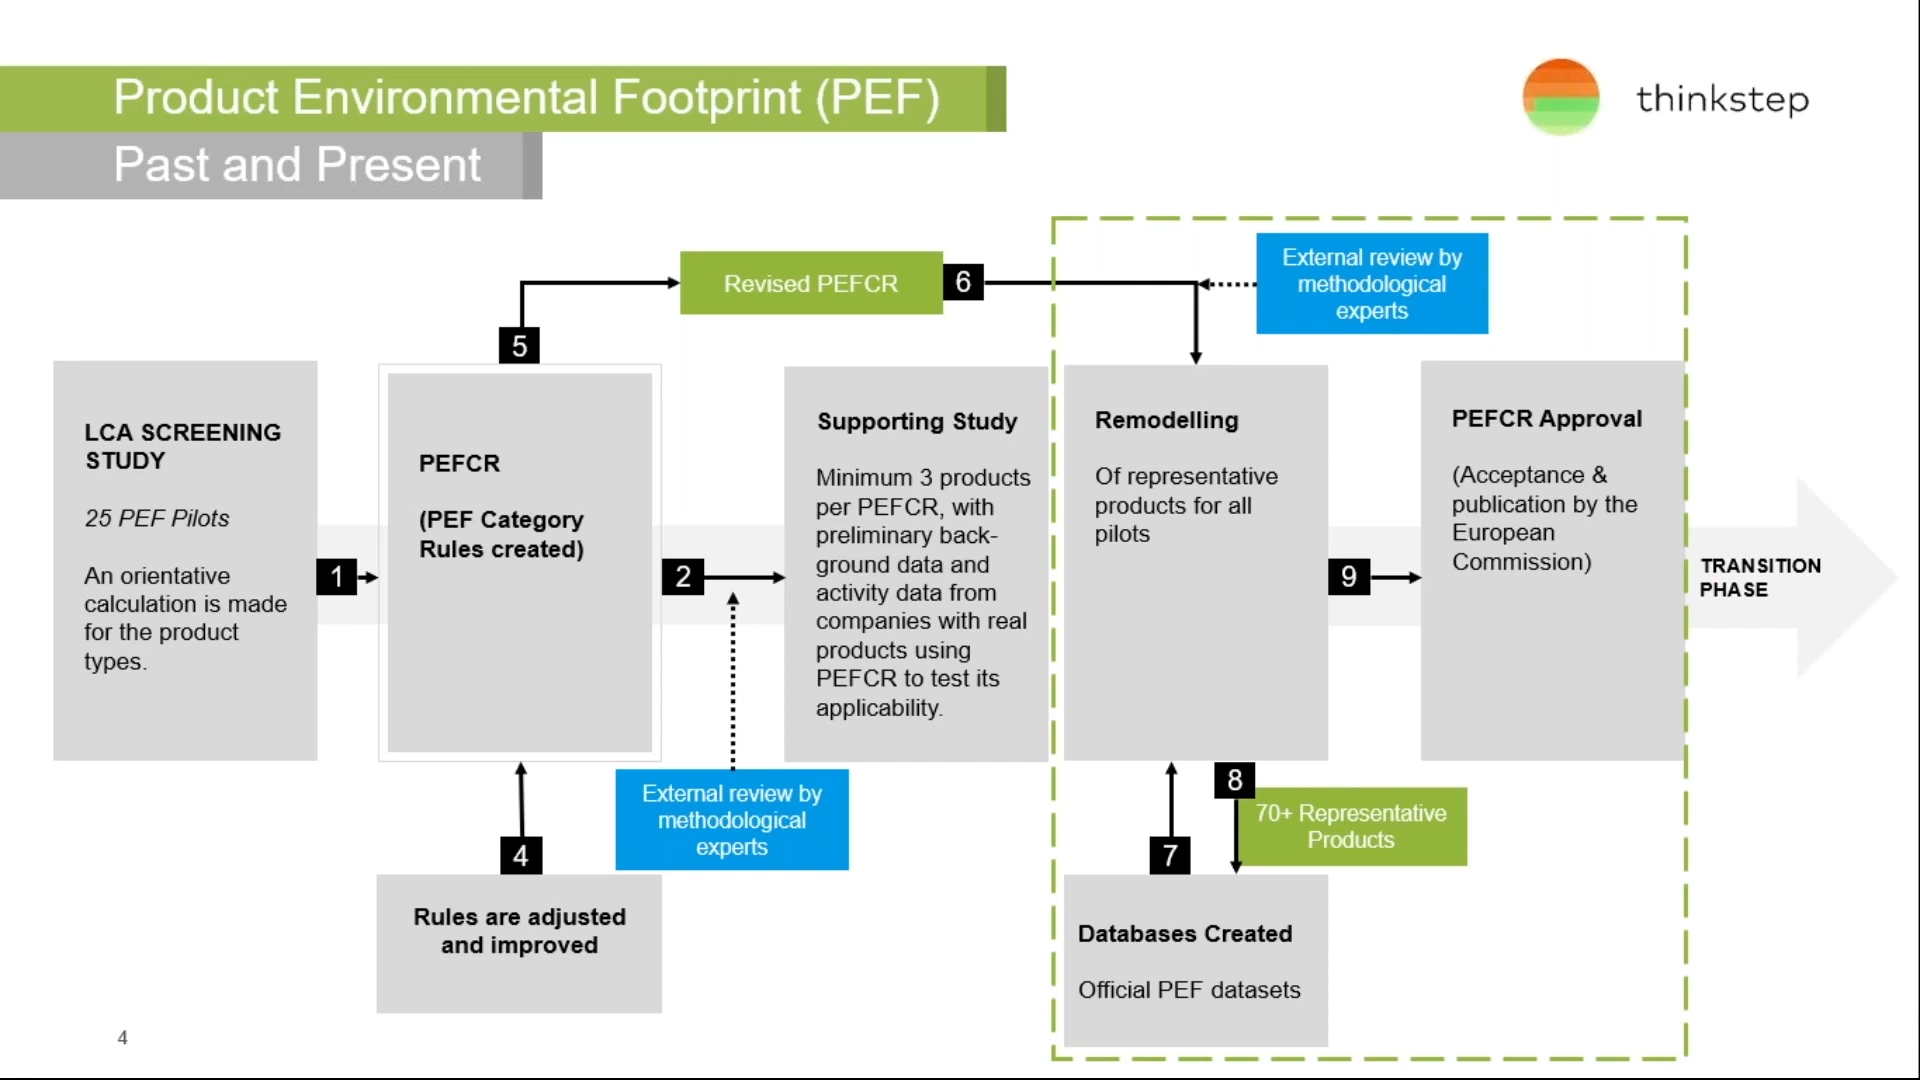 Product Environmental Footprint (PEF)
Past and Present
thinkstep
Revised PEFCR
6
External review by
methodological
experts
5
LCA SCREENING
STUDY
25 PEF Pilots
An orientative
calculation is made
for the product
types.
1
PEFCR
(PEF Category
Rules created)
2
Supporting Study
Minimum 3 products
per PEFCR, with
preliminary back-
ground data and
activity data from
companies with real
products using
PEFCR to test its
applicability.
Remodelling
Of representative
products for all
pilots
9
PEFCR Approval
(Acceptance &
publication by the
European
Commission)
TRANSITION
PHASE
4
External review by
methodological
experts
7
8
70+ Representative
Products
Rules are adjusted
and improved
Databases Created
Official PEF datasets
4